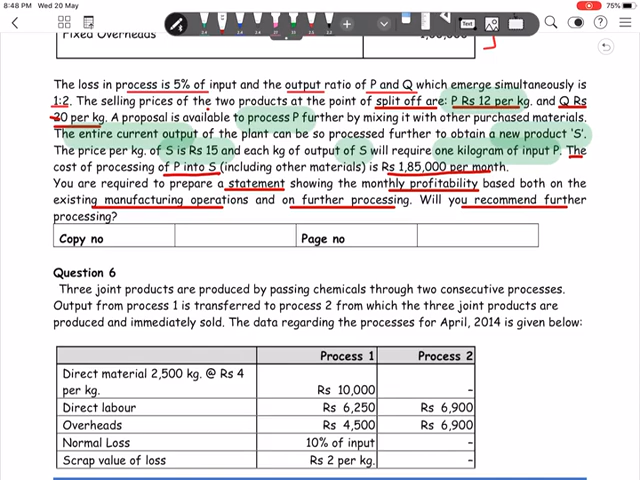 8:48 PM Wed 20 May
75%
Text
Fixed Overheads
The loss in process is 5% of input and the output ratio of P and Q which emerge simultaneously is
1:2. The selling prices of the two products at the point of split off are: P Rs 12 per kg. and Q Rs
20 per kg. A proposal is available to process P further by mixing it with other purchased materials.
The entire current output of the plant can be so processed further to obtain a new product 'S'.
The price per kg. of S is Rs 15 and each kg of output of S will require one kilogram of input P. The
cost of processing of P into S (including other materials) is Rs 1,85,000 per month.
You are required to prepare a statement showing the monthly profitability based both on the
existing manufacturing operations and on further processing. Will you recommend further
processing?
Copy no Page no
Question 6
Three joint products are produced by passing chemicals through two consecutive processes.
Output from process 1 is transferred to process 2 from which the three joint products are
produced and immediately sold. The data regarding the processes for April, 2014 is given below:
Process 1 Process 2
Direct material 2,500 kg. @ Rs 4
per kg. Rs 10,000 -
Direct labour Rs 6,250 Rs 6,900
Overheads Rs 4,500 Rs 6,900
Normal Loss 10% of input -
Scrap value of loss Rs 2 per kg. -